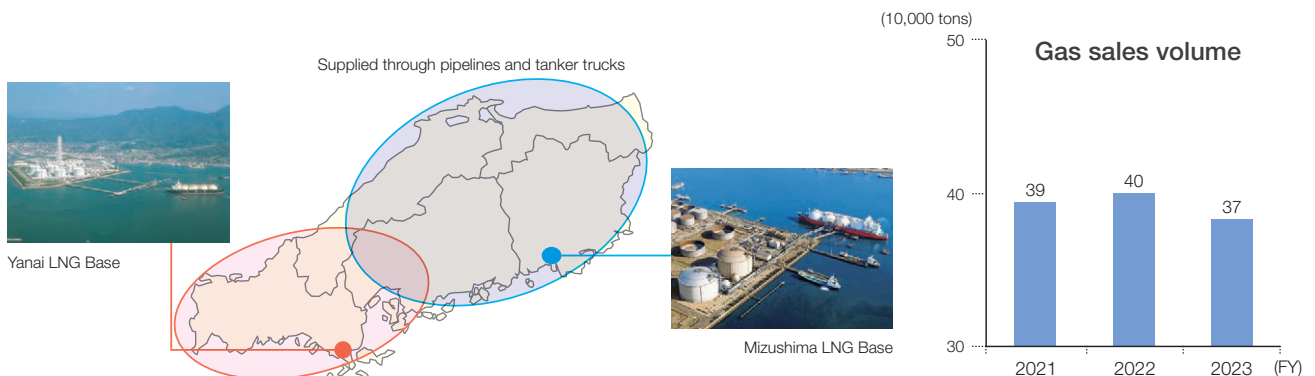 Supplied through pipelines and tanker trucks
Yanai LNG Base
Mizushima LNG Base
(10,000 tons)
Gas sales volume
50
40
30
39
40
37
2021
2022
2023
(FY)